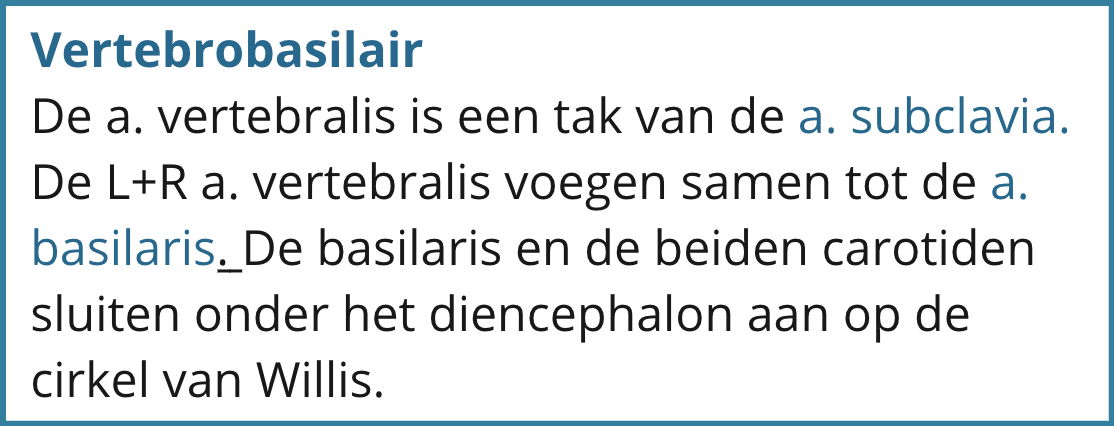 Vertebrobasilair
De a. vertebralis is een tak van de a. subclavia.
De L+R a. vertebralis voegen samen tot de a.
basilaris. De basilaris en de beiden carotiden
sluiten onder het diencephalon aan op de
cirkel van Willis.